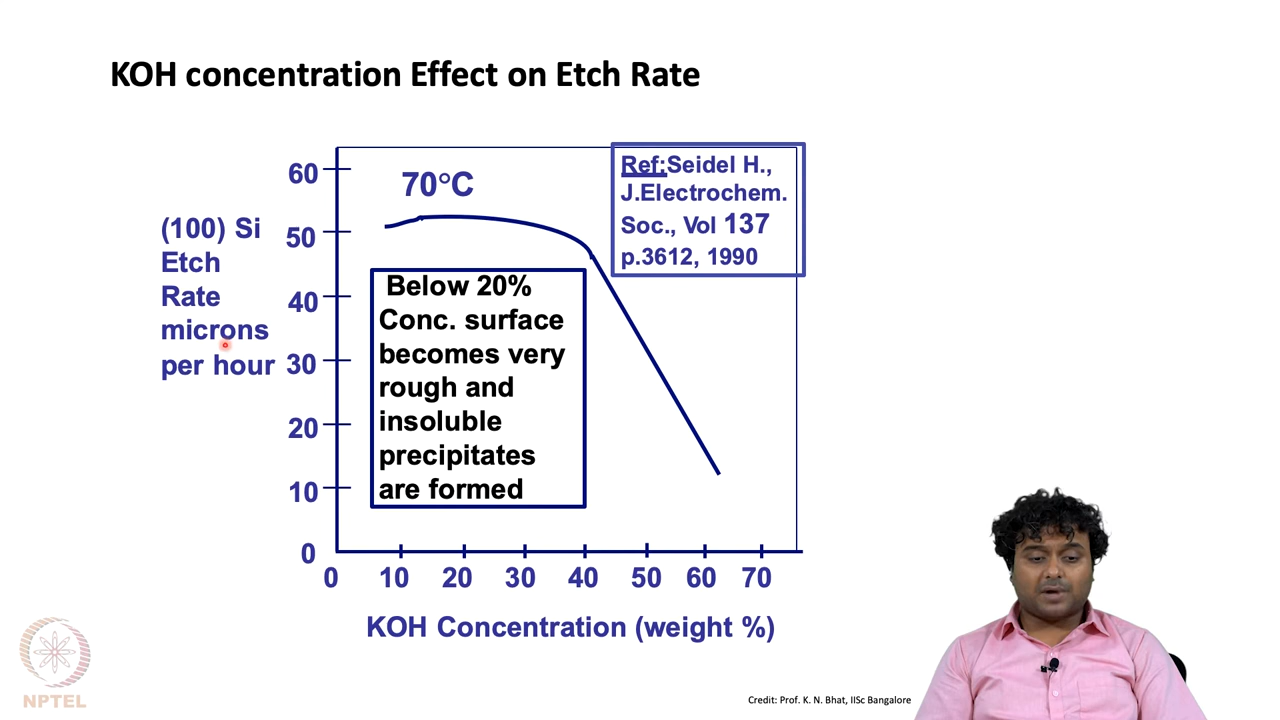 KOH concentration Effect on Etch Rate
60
70°C
Ref:Seidel H.,
J.Electrochem.
Soc., Vol 137
p.3612, 1990
(100) Si
Etch
Rate
microns
per hour
50
40
30
20
10
0
Below 20%
Conc. surface
becomes very
rough and
insoluble
precipitates
are formed
0 10 20 30 40 50 60 70
KOH Concentration (weight %)
NPTEL
Credit: Prof. K. N. Bhat, IISc Bangalore